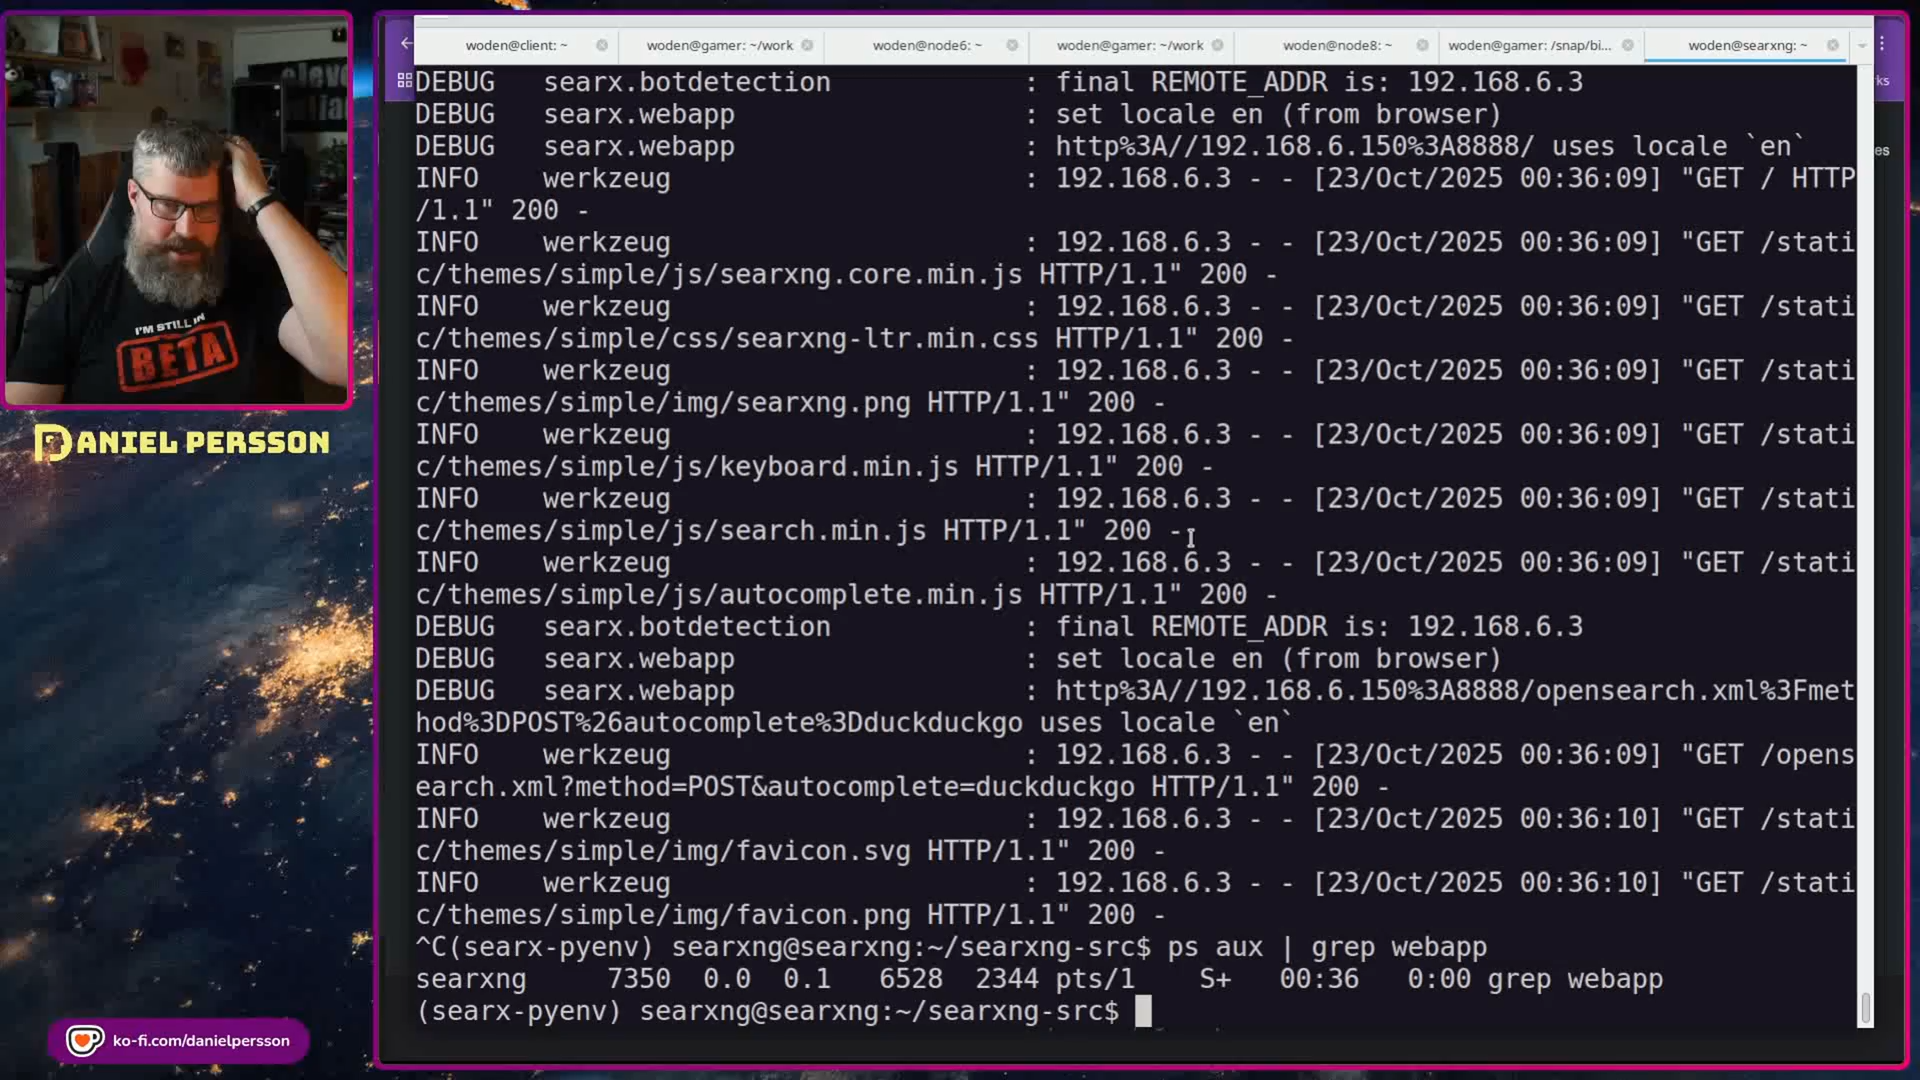 woden@client: ~
woden@gamer: ~/work
woden@node6: ~
woden@gamer: ~/work
woden@node8: ~
woden@gamer: /snap/bi...
woden@searxng: ~
ks
es
DEBUG searx.botdetection : final REMOTE_ADDR is: 192.168.6.3
DEBUG searx.webapp : set locale en (from browser)
DEBUG searx.webapp : http%3A//192.168.6.150%3A8888/ uses locale `en`
INFO werkzeug : 192.168.6.3 - - [23/Oct/2025 00:36:09] "GET / HTTP
/1.1" 200 -
INFO werkzeug : 192.168.6.3 - - [23/Oct/2025 00:36:09] "GET /stati
c/themes/simple/js/searxng.core.min.js HTTP/1.1" 200 -
INFO werkzeug : 192.168.6.3 - - [23/Oct/2025 00:36:09] "GET /stati
c/themes/simple/css/searxng-ltr.min.css HTTP/1.1" 200 -
INFO werkzeug : 192.168.6.3 - - [23/Oct/2025 00:36:09] "GET /stati
c/themes/simple/img/searxng.png HTTP/1.1" 200 -
INFO werkzeug : 192.168.6.3 - - [23/Oct/2025 00:36:09] "GET /stati
c/themes/simple/js/keyboard.min.js HTTP/1.1" 200 -
INFO werkzeug : 192.168.6.3 - - [23/Oct/2025 00:36:09] "GET /stati
c/themes/simple/js/search.min.js HTTP/1.1" 200 -
INFO werkzeug : 192.168.6.3 - - [23/Oct/2025 00:36:09] "GET /stati
c/themes/simple/js/autocomplete.min.js HTTP/1.1" 200 -
DEBUG searx.botdetection : final REMOTE_ADDR is: 192.168.6.3
DEBUG searx.webapp : set locale en (from browser)
DEBUG searx.webapp : http%3A//192.168.6.150%3A8888/opensearch.xml%3Fmet
hod%3DPOST%26autocomplete%3Dduckduckgo uses locale `en`
INFO werkzeug : 192.168.6.3 - - [23/Oct/2025 00:36:09] "GET /opens
earch.xml?method=POST&autocomplete=duckduckgo HTTP/1.1" 200 -
INFO werkzeug : 192.168.6.3 - - [23/Oct/2025 00:36:10] "GET /stati
c/themes/simple/img/favicon.svg HTTP/1.1" 200 -
INFO werkzeug : 192.168.6.3 - - [23/Oct/2025 00:36:10] "GET /stati
c/themes/simple/img/favicon.png HTTP/1.1" 200 -
^C(searx-pyenv) searxng@searxng:~/searxng-src$ ps aux | grep webapp
searxng 7350 0.0 0.1 6528 2344 pts/1 S+ 00:36 0:00 grep webapp
(searx-pyenv) searxng@searxng:~/searxng-src$
I'M STILL IN
BETA
DANIEL PERSSON
ko-fi.com/danielpersson